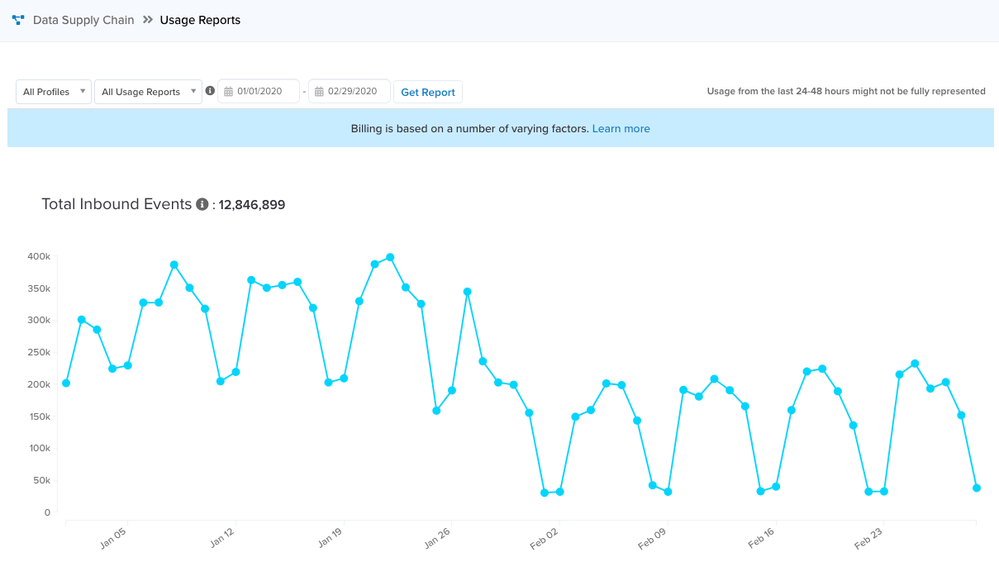 Data Supply Chain >> Usage Reports
All Profiles All Usage Reports 01/01/2020 - 02/29/2020 Get Report Usage from the last 24-48 hours might not be fully represented
Billing is based on a number of varying factors. Learn more
Total Inbound Events : 12,846,899
400k
350k
300k
250k
200k
150k
100k
50k
0
Jan 05 Jan 12 Jan 19 Jan 26 Feb 02 Feb 09 Feb 16 Feb 23